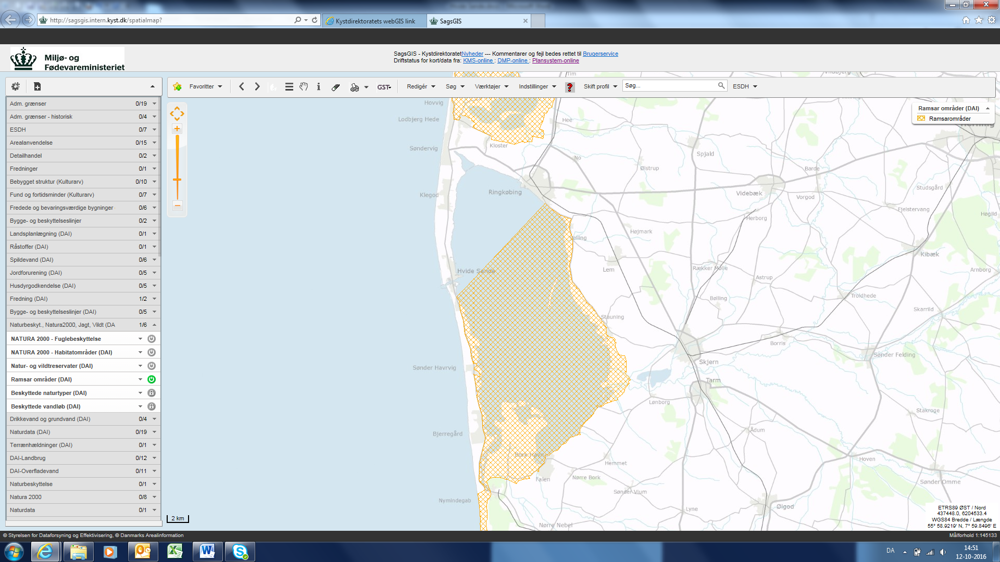 http://sagsgis.intern.kyst.dk/spatialmap?
Kystdirektoratets webGIS link
SagsGIS
Miljø- og
Fødevareministeriet
SagsGIS - KystdirektoratetNyheder --- Kommentarer og fejl bedes rettet til Brugerservice
Driftstatus for kort/data fra: KMS-online : DMP-online : Plansystem-online
Favoritter
GST
Redigér
Søg
Værktøjer
Indstillinger
?
Skift profil
Søg...
ESDH
Adm. grænser 0/19
Adm. grænser - historisk 0/4
ESDH 0/7
Arealanvendelse 0/15
Detailhandel 0/2
Fredninger 0/1
Bebygget struktur (Kulturarv) 0/10
Fund og fortidsminder (Kulturarv) 0/7
Fredede og bevaringsværdige bygninger 0/6
Bygge- og beskyttelseslinjer 0/2
Landsplanlægning (DAI) 0/1
Råstoffer (DAI) 0/1
Spildevand (DAI) 0/6
Jordforurening (DAI) 0/5
Husdyrgodkendelse (DAI) 0/5
Fredning (DAI) 1/2
Bygge- og beskyttelseslinjer (DAI) 0/5
Naturbeskyt., Natura2000, Jagt, Vildt (DA 1/6
NATURA 2000 - Fuglebeskyttelse
NATURA 2000 - Habitatområder (DAI)
Natur- og vildtreservater (DAI)
Ramsar områder (DAI)
Beskyttede naturtyper (DAI)
Beskyttede vandløb (DAI)
Drikkevand og grundvand (DAI) 0/4
Naturdata (DAI) 0/19
Terrænhældninger (DAI) 0/1
DAI-Landbrug 0/12
DAI-Overfladevand 0/11
Naturbeskyttelse 0/1
Natura 2000 0/8
Naturdata 0/1
Ramsar områder (DAI)
Ramsarområder
Tim
Hovvig
Lodbjerg Hede
Hee
Kloster
Søndervig
No
Spjald
Ølstrup
Barde
Studsgård
Klegod
Ringkøbing
Videbæk
Vorgod
Fjelstervang
Høgild
Herborg
Højmark
Kibæk
Hvide Sande
Lem
Rækker Mølle
Arnborg
Astrup
Troldhede
Bølling
Skarrild
Stauning
Borris
Sønder Felding
Skjern
Sønder Havrvig
Tarm
Lønborg
Stakroge
Ådum
Bjerregård
Bork Havn
Hemmet
Hoven
Falen
Nørre Bork
Sønder Omme
Sønder Vium
Nymindegab
Lyne
Ølgod
Nørre Nebel
2 km
ETRS89 ØST / Nord
437448.0, 6204533.4
WGS84 Bredde / Længde
55° 58.9219' N, 7° 59.8496' E
© Styrelsen for Dataforsyning og Effektivisering, © Danmarks Arealinformation
Målforhold 1:145133
DA
14:51
12-10-2016